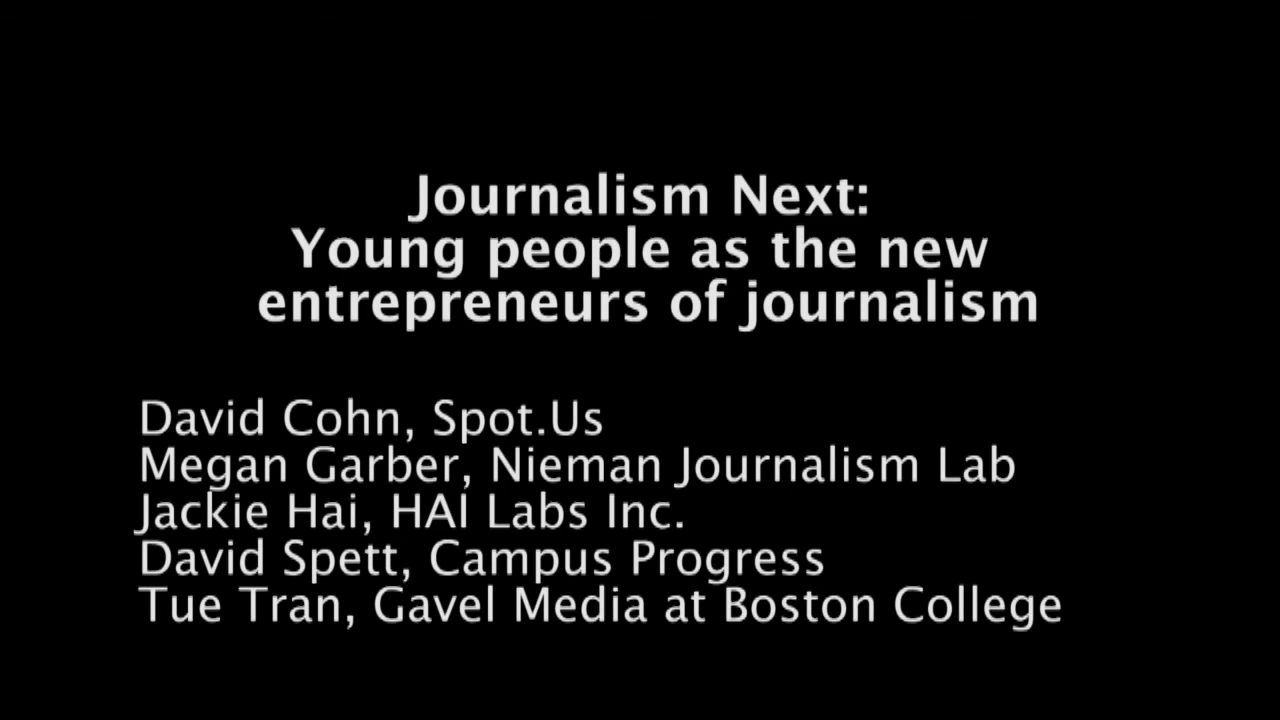 Journalism Next:
Young people as the new
entrepreneurs of journalism
David Cohn, Spot.Us
Megan Garber, Nieman Journalism Lab
Jackie Hai, HAI Labs Inc.
David Spett, Campus Progress
Tue Tran, Gavel Media at Boston College